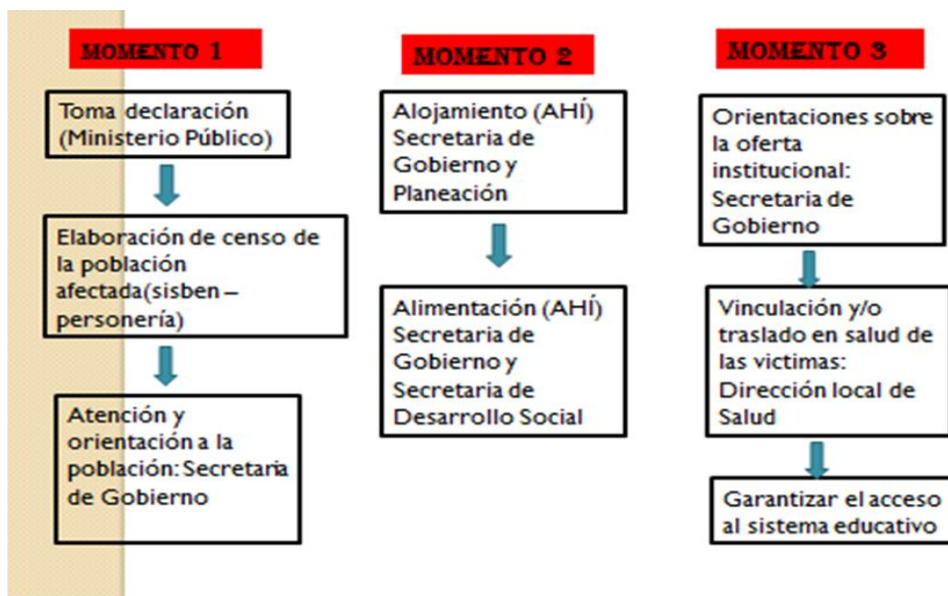 MOMENTO 1
Toma declaración
(Ministerio Público)
Elaboración de censo de
la población
afectada(sisben –
personería)
Atención y
orientación a la
población: Secretaria
de Gobierno
MOMENTO 2
Alojamiento (AHÍ)
Secretaria de
Gobierno y
Planeación
Alimentación (AHÍ)
Secretaria de
Gobierno y
Secretaria de
Desarrollo Social
MOMENTO 3
Orientaciones sobre
la oferta
institucional:
Secretaria de
Gobierno
Vinculación y/o
traslado en salud de
las victimas:
Dirección local de
Salud
Garantizar el acceso
al sistema educativo